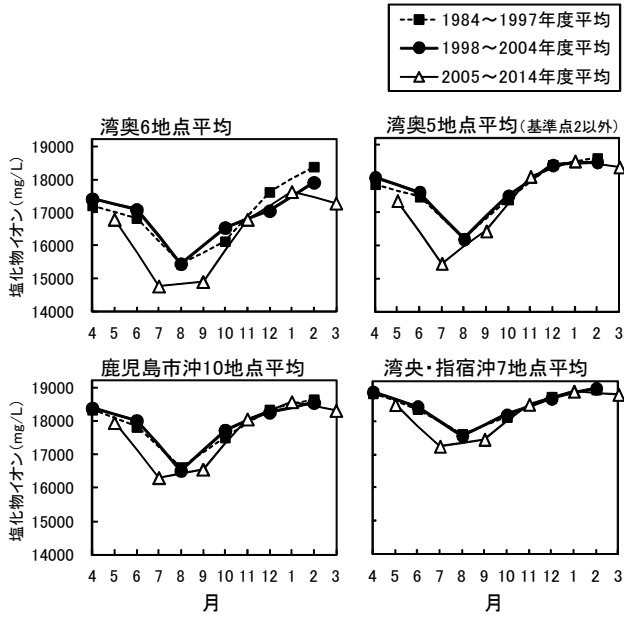 1984～1997年度平均
1998～2004年度平均
2005～2014年度平均
湾奥6地点平均
湾奥5地点平均(基準点2以外)
塩化物イオン(mg/L)
19000
18000
17000
16000
15000
14000
4 5 6 7 8 9 10 11 12 1 2 3
4 5 6 7 8 9 10 11 12 1 2 3
鹿児島市沖10地点平均
湾央・指宿沖7地点平均
塩化物イオン(mg/L)
19000
18000
17000
16000
15000
14000
4 5 6 7 8 9 10 11 12 1 2 3
4 5 6 7 8 9 10 11 12 1 2 3
月
月